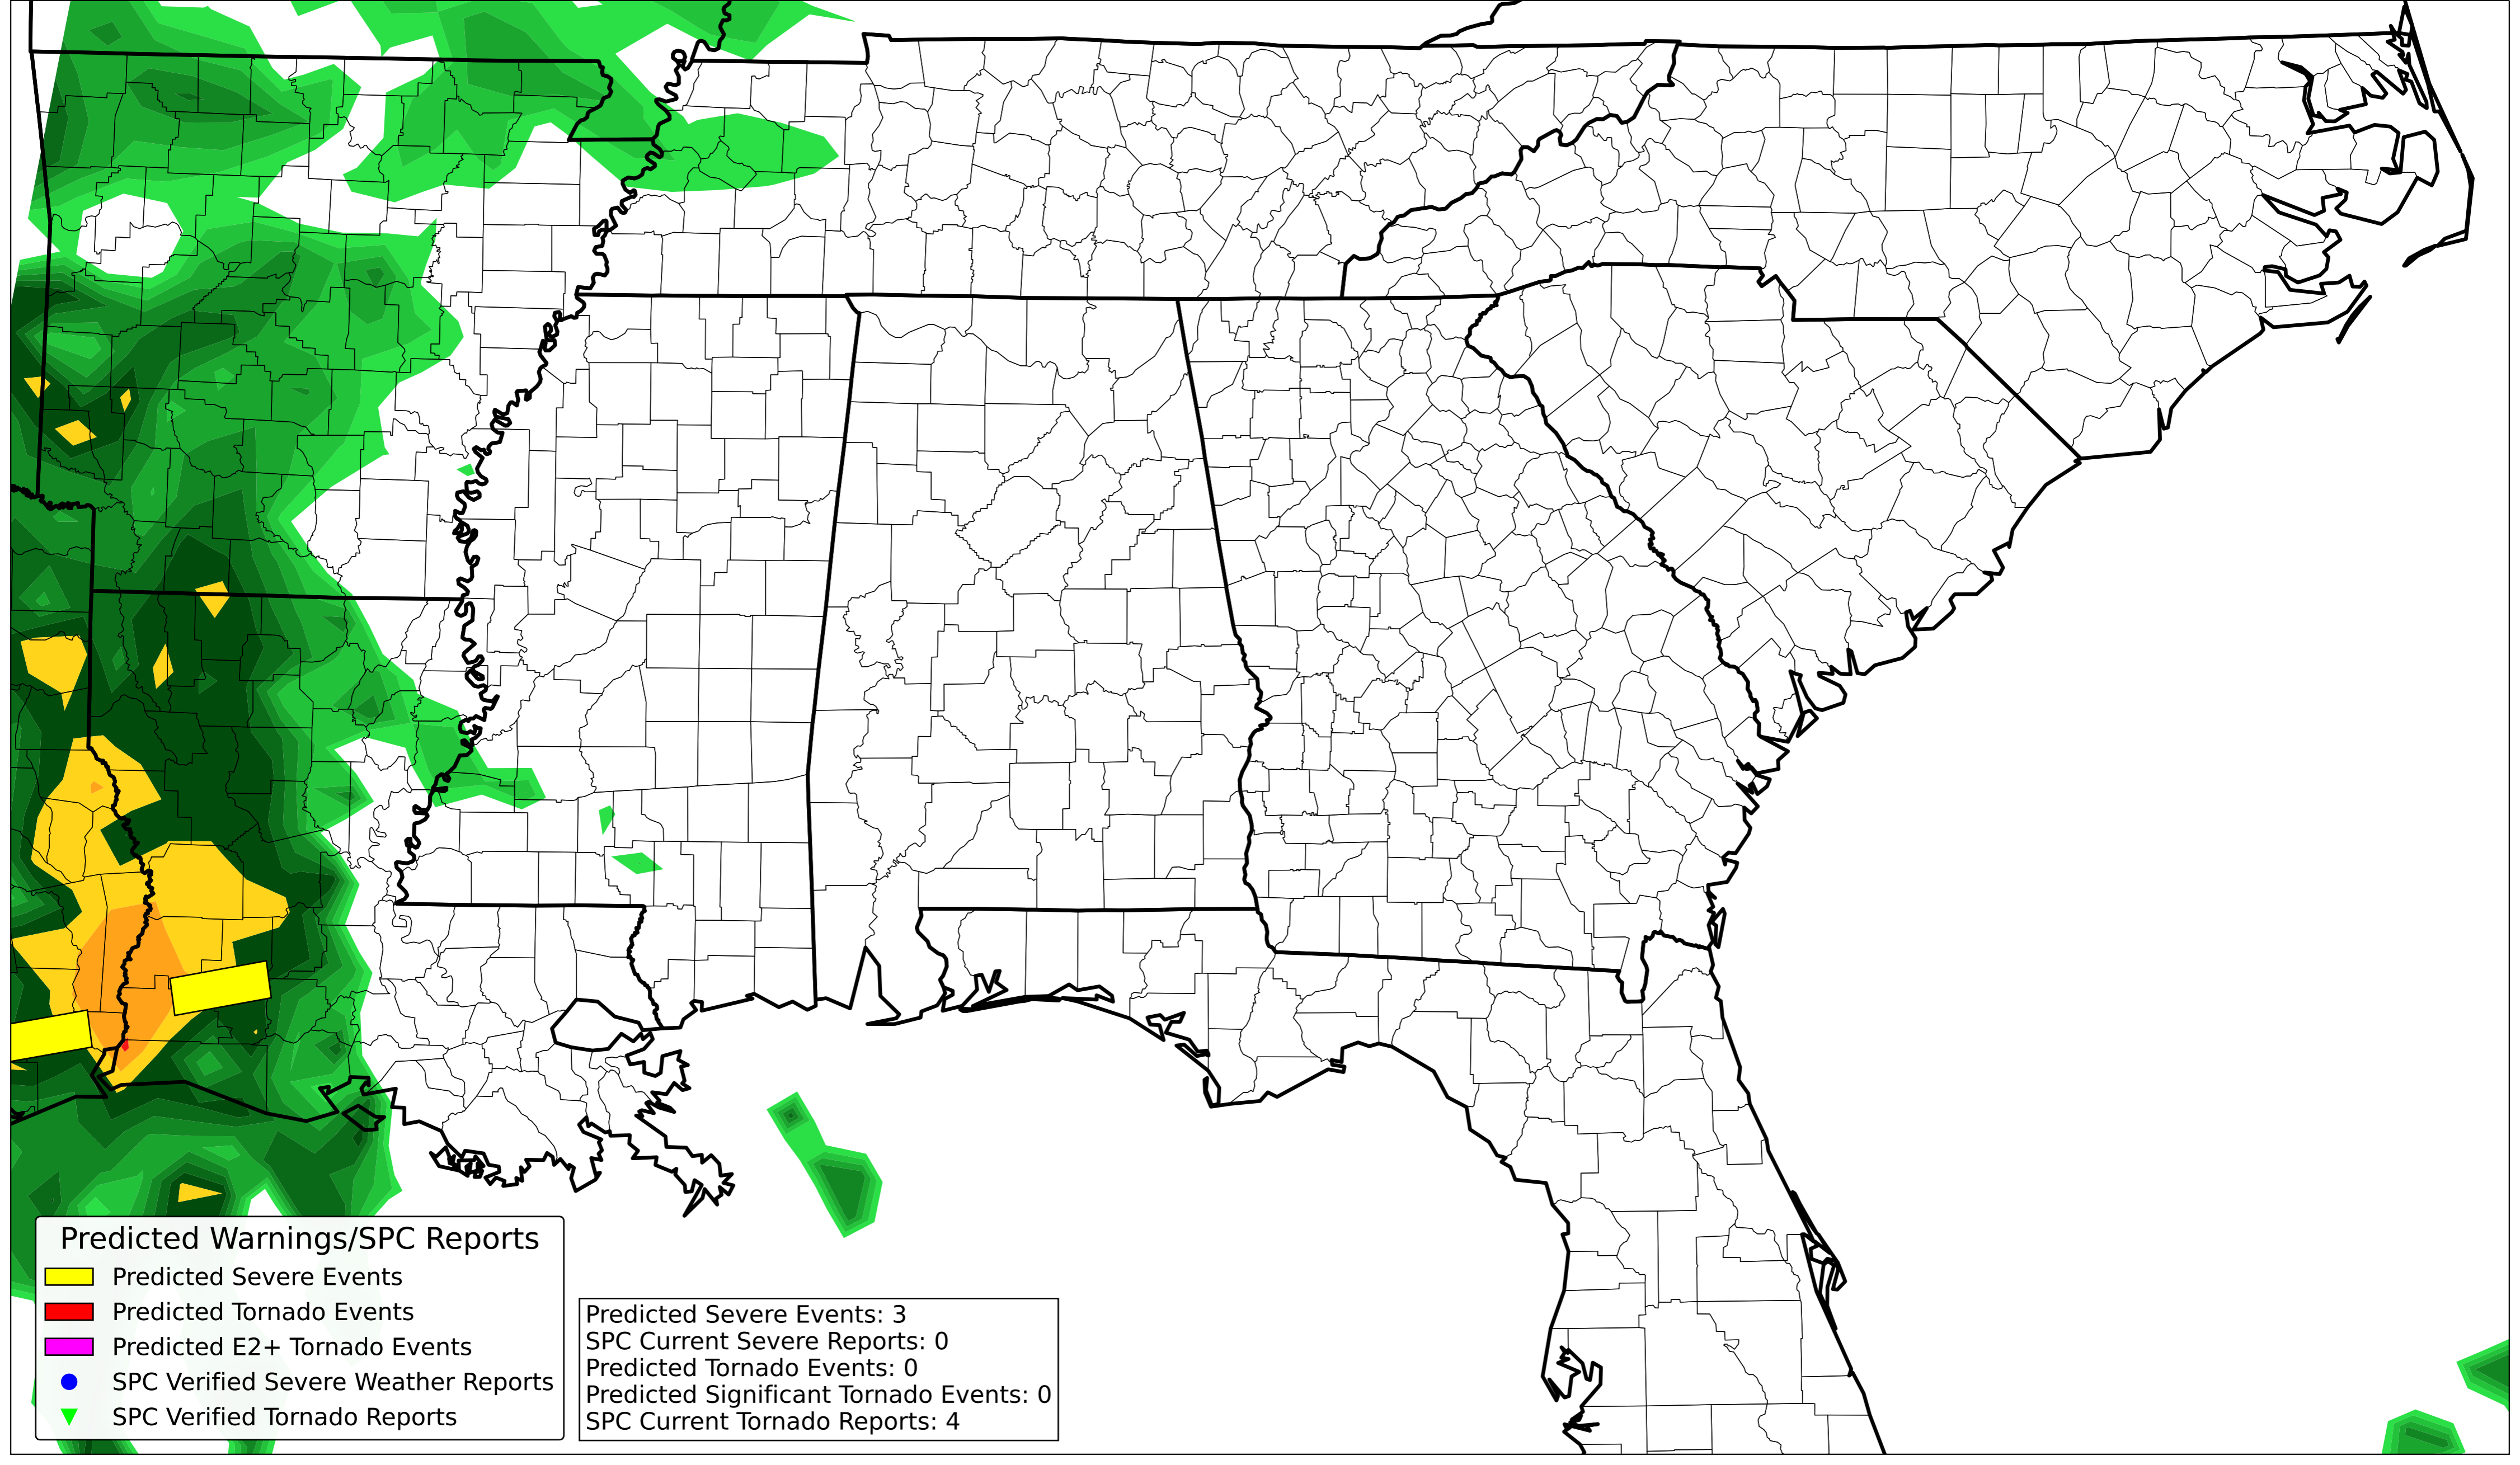 Predicted Warnings/SPC Reports
Predicted Severe Events
Predicted Tornado Events
Predicted E2+ Tornado Events
SPC Verified Severe Weather Reports
SPC Verified Tornado Reports
Predicted Severe Events: 3
SPC Current Severe Reports: 0
Predicted Tornado Events: 0
Predicted Significant Tornado Events: 0
SPC Current Tornado Reports: 4